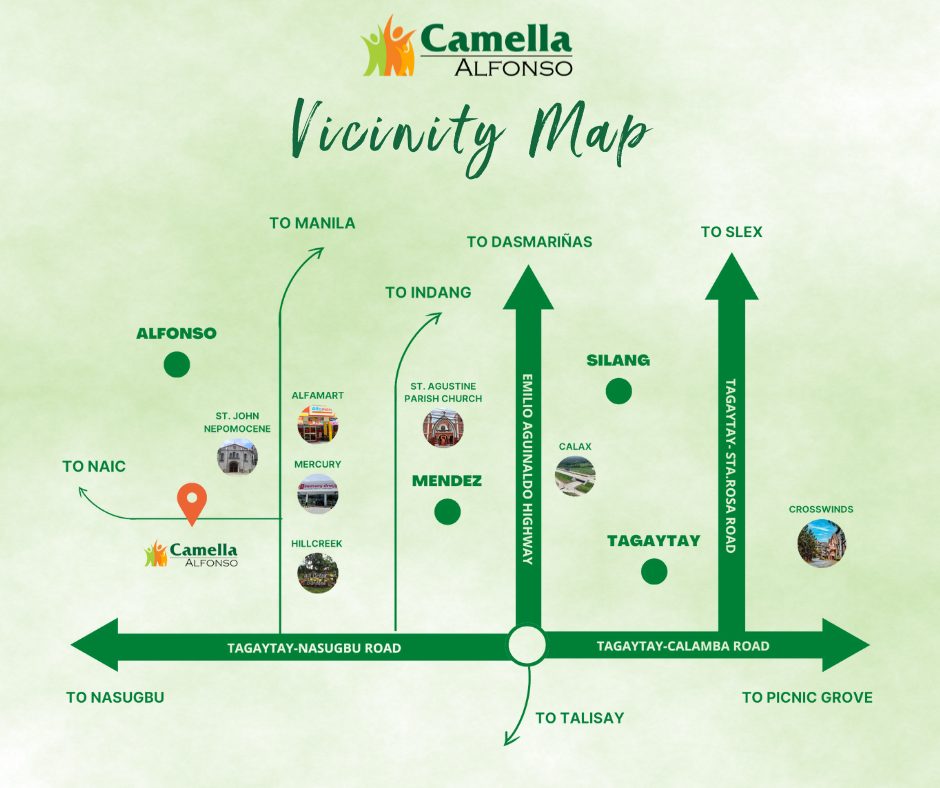 Camella
ALFONSO
Vicinity Map
TO MANILA
TO DASMARIÑAS
TO SLEX
TO INDANG
ALFONSO
SILANG
ST. AGUSTINE
PARISH CHURCH
ALFAMART
ST. JOHN
NEPOMOCENE
EMILIO AGUINALDO HIGHWAY
TAGAYTAY- STA.ROSA ROAD
CALAX
TO NAIC
MERCURY
MENDEZ
CROSSWINDS
TAGAYTAY
HILLCREEK
Camella
ALFONSO
TAGAYTAY-NASUGBU ROAD
TAGAYTAY-CALAMBA ROAD
TO NASUGBU
TO PICNIC GROVE
TO TALISAY